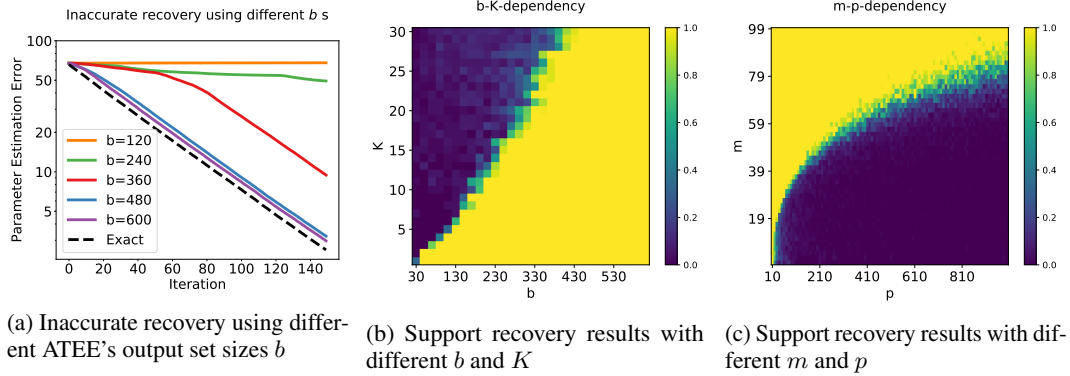 Inaccurate recovery using different b s
100
50
20
10
5
Parameter Estimation Error
b=120
b=240
b=360
b=480
b=600
Exact
0 20 40 60 80 100 120 140
Iteration
(a) Inaccurate recovery using differ-
ent ATEE's output set sizes b
b-K-dependency
30
25
20
15
10
5
K
30 130 230 330 430 530
b
1.0
0.8
0.6
0.4
0.2
0.0
(b) Support recovery results with
different b and K
m-p-dependency
99
79
59
39
19
m
10 210 410 610 810
p
1.0
0.8
0.6
0.4
0.2
0.0
(c) Support recovery results with dif-
ferent m and p